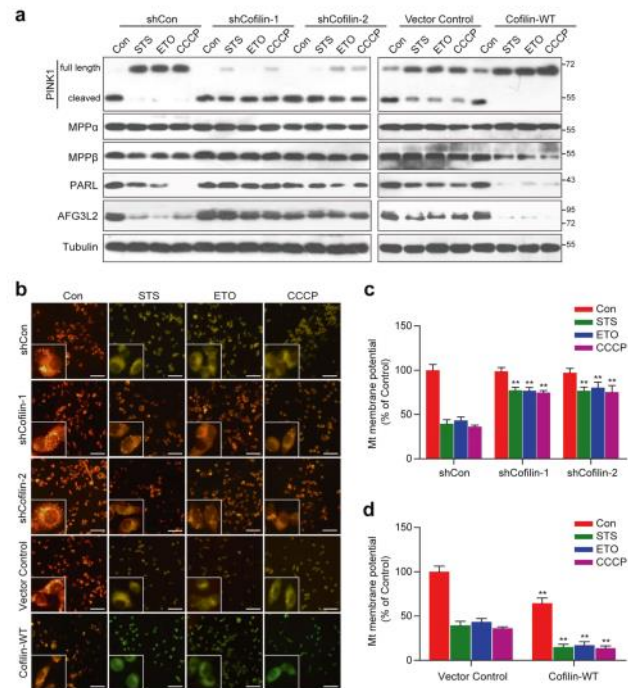 a
shCon shCofilin-1 shCofilin-2 Vector Control Cofilin-WT
Con STS ETO CCCP Con STS ETO CCCP Con STS ETO CCCP Con STS ETO CCCP Con STS ETO CCCP
PINK1
full length
cleaved
72
55
MPPα
55
MPPβ
55
PARL
43
AFG3L2
95
72
Tubulin
55
b
Con STS ETO CCCP
shCon
shCofilin-1
shCofilin-2
Vector Control
Cofilin-WT
c
Mt membrane potential
(% of Control)
150
100
50
0
Con
STS
ETO
CCCP
** ** **
** ** **
shCon shCofilin-1 shCofilin-2
d
Mt membrane potential
(% of Control)
150
100
50
0
Con
STS
ETO
CCCP
**
** ** **
Vector Control Cofilin-WT